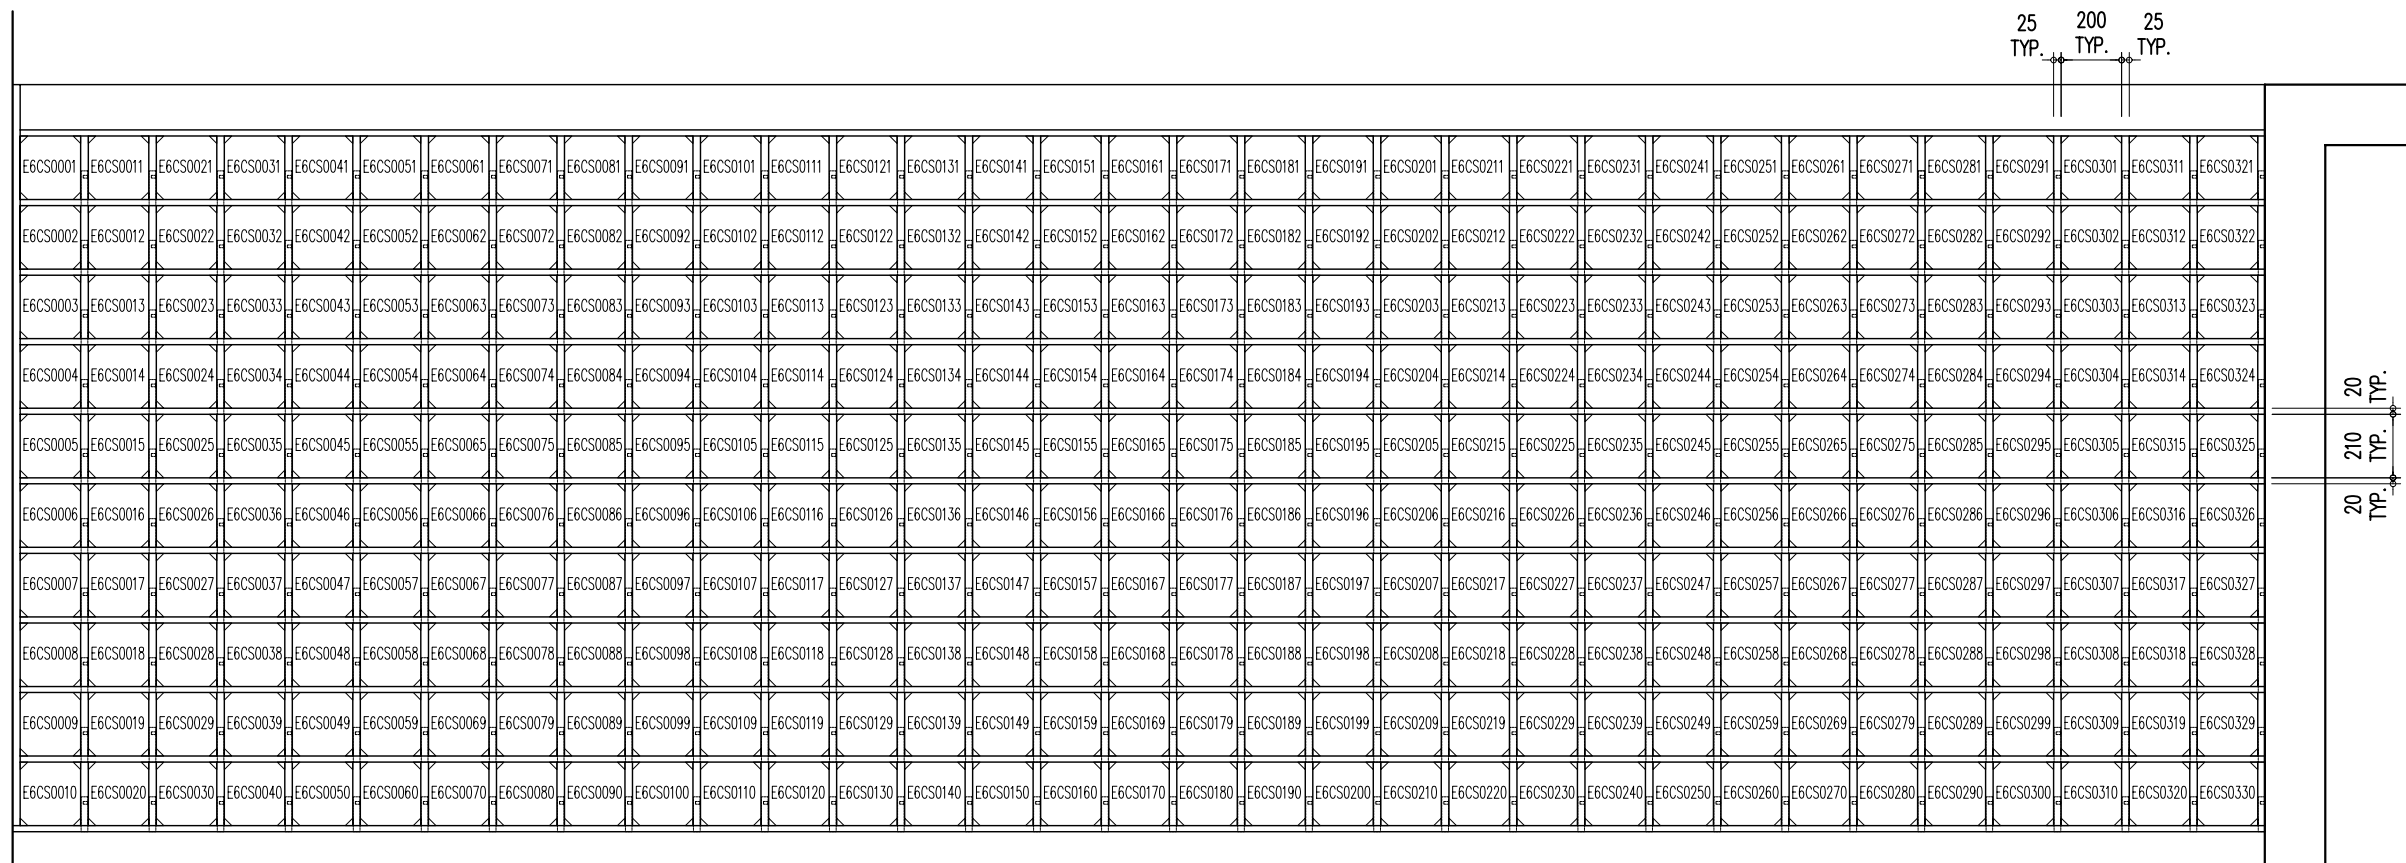 25 200 25
TYP. TYP. TYP.
E6CS0001 E6CS0011 E6CS0021 E6CS0031 E6CS0041 E6CS0051 E6CS0061 E6CS0071 E6CS0081 E6CS0091 E6CS0101 E6CS0111 E6CS0121 E6CS0131 E6CS0141 E6CS0151 E6CS0161 E6CS0171 E6CS0181 E6CS0191 E6CS0201 E6CS0211 E6CS0221 E6CS0231 E6CS0241 E6CS0251 E6CS0261 E6CS0271 E6CS0281 E6CS0291 E6CS0301 E6CS0311 E6CS0321
E6CS0002 E6CS0012 E6CS0022 E6CS0032 E6CS0042 E6CS0052 E6CS0062 E6CS0072 E6CS0082 E6CS0092 E6CS0102 E6CS0112 E6CS0122 E6CS0132 E6CS0142 E6CS0152 E6CS0162 E6CS0172 E6CS0182 E6CS0192 E6CS0202 E6CS0212 E6CS0222 E6CS0232 E6CS0242 E6CS0252 E6CS0262 E6CS0272 E6CS0282 E6CS0292 E6CS0302 E6CS0312 E6CS0322
E6CS0003 E6CS0013 E6CS0023 E6CS0033 E6CS0043 E6CS0053 E6CS0063 E6CS0073 E6CS0083 E6CS0093 E6CS0103 E6CS0113 E6CS0123 E6CS0133 E6CS0143 E6CS0153 E6CS0163 E6CS0173 E6CS0183 E6CS0193 E6CS0203 E6CS0213 E6CS0223 E6CS0233 E6CS0243 E6CS0253 E6CS0263 E6CS0273 E6CS0283 E6CS0293 E6CS0303 E6CS0313 E6CS0323
E6CS0004 E6CS0014 E6CS0024 E6CS0034 E6CS0044 E6CS0054 E6CS0064 E6CS0074 E6CS0084 E6CS0094 E6CS0104 E6CS0114 E6CS0124 E6CS0134 E6CS0144 E6CS0154 E6CS0164 E6CS0174 E6CS0184 E6CS0194 E6CS0204 E6CS0214 E6CS0224 E6CS0234 E6CS0244 E6CS0254 E6CS0264 E6CS0274 E6CS0284 E6CS0294 E6CS0304 E6CS0314 E6CS0324
20 TYP.
E6CS0005 E6CS0015 E6CS0025 E6CS0035 E6CS0045 E6CS0055 E6CS0065 E6CS0075 E6CS0085 E6CS0095 E6CS0105 E6CS0115 E6CS0125 E6CS0135 E6CS0145 E6CS0155 E6CS0165 E6CS0175 E6CS0185 E6CS0195 E6CS0205 E6CS0215 E6CS0225 E6CS0235 E6CS0245 E6CS0255 E6CS0265 E6CS0275 E6CS0285 E6CS0295 E6CS0305 E6CS0315 E6CS0325
210 TYP.
E6CS0006 E6CS0016 E6CS0026 E6CS0036 E6CS0046 E6CS0056 E6CS0066 E6CS0076 E6CS0086 E6CS0096 E6CS0106 E6CS0116 E6CS0126 E6CS0136 E6CS0146 E6CS0156 E6CS0166 E6CS0176 E6CS0186 E6CS0196 E6CS0206 E6CS0216 E6CS0226 E6CS0236 E6CS0246 E6CS0256 E6CS0266 E6CS0276 E6CS0286 E6CS0296 E6CS0306 E6CS0316 E6CS0326
20 TYP.
E6CS0007 E6CS0017 E6CS0027 E6CS0037 E6CS0047 E6CS0057 E6CS0067 E6CS0077 E6CS0087 E6CS0097 E6CS0107 E6CS0117 E6CS0127 E6CS0137 E6CS0147 E6CS0157 E6CS0167 E6CS0177 E6CS0187 E6CS0197 E6CS0207 E6CS0217 E6CS0227 E6CS0237 E6CS0247 E6CS0257 E6CS0267 E6CS0277 E6CS0287 E6CS0297 E6CS0307 E6CS0317 E6CS0327
E6CS0008 E6CS0018 E6CS0028 E6CS0038 E6CS0048 E6CS0058 E6CS0068 E6CS0078 E6CS0088 E6CS0098 E6CS0108 E6CS0118 E6CS0128 E6CS0138 E6CS0148 E6CS0158 E6CS0168 E6CS0178 E6CS0188 E6CS0198 E6CS0208 E6CS0218 E6CS0228 E6CS0238 E6CS0248 E6CS0258 E6CS0268 E6CS0278 E6CS0288 E6CS0298 E6CS0308 E6CS0318 E6CS0328
E6CS0009 E6CS0019 E6CS0029 E6CS0039 E6CS0049 E6CS0059 E6CS0069 E6CS0079 E6CS0089 E6CS0099 E6CS0109 E6CS0119 E6CS0129 E6CS0139 E6CS0149 E6CS0159 E6CS0169 E6CS0179 E6CS0189 E6CS0199 E6CS0209 E6CS0219 E6CS0229 E6CS0239 E6CS0249 E6CS0259 E6CS0269 E6CS0279 E6CS0289 E6CS0299 E6CS0309 E6CS0319 E6CS0329
E6CS0010 E6CS0020 E6CS0030 E6CS0040 E6CS0050 E6CS0060 E6CS0070 E6CS0080 E6CS0090 E6CS0100 E6CS0110 E6CS0120 E6CS0130 E6CS0140 E6CS0150 E6CS0160 E6CS0170 E6CS0180 E6CS0190 E6CS0200 E6CS0210 E6CS0220 E6CS0230 E6CS0240 E6CS0250 E6CS0260 E6CS0270 E6CS0280 E6CS0290 E6CS0300 E6CS0310 E6CS0320 E6CS0330